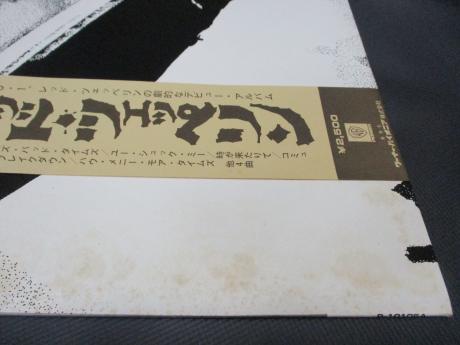 レッド・ツェッペリンの劇的なデビュー・アルバム
ッド・ツェッペリン
ズ・バッド・タイムズ/ユー・シュック・ミー/時が来たりて/コミュ
ブレイクダウン/ハウ・メニー・モア・タイムズ 他4曲
¥2,500